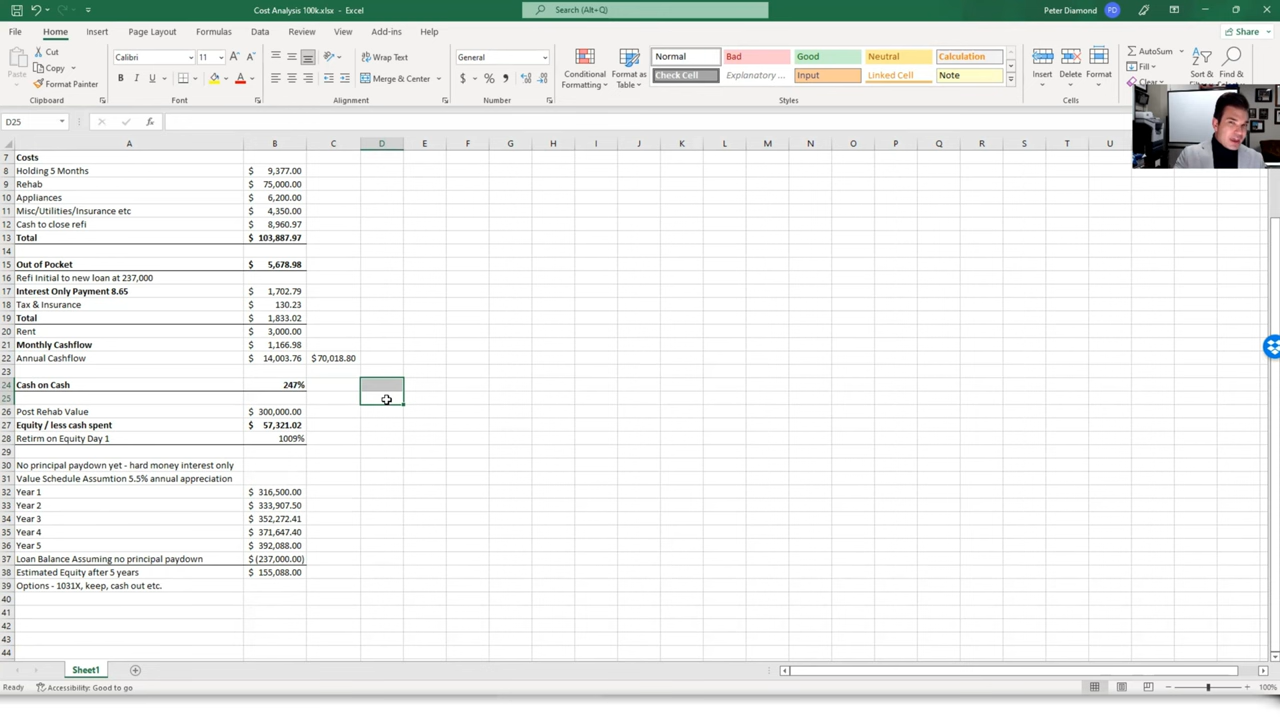 Cost Analysis 100k.xlsx - Excel
Search (Alt+Q)
Peter Diamond PD
File Home Insert Page Layout Formulas Data Review View Add-ins Help
Share
Paste
Cut
Copy
Format Painter
Clipboard
Calibri 11
B I U
Font
Wrap Text
Merge & Center
Alignment
General
$ % ,
Number
Conditional Formatting
Format as Table
Normal Bad Good Neutral Calculation
Check Cell Explanatory ... Input Linked Cell Note
Styles
Insert Delete Format
Cells
AutoSum
Fill
Clear
Sort &
Find &
D25
fx
A B C D E F G H I J K L M N O P Q R S T U
7 Costs
8 Holding 5 Months $ 9,377.00
9 Rehab $ 75,000.00
10 Appliances $ 6,200.00
11 Misc/Utilities/Insurance etc $ 4,350.00
12 Cash to close refi $ 8,960.97
13 Total $ 103,887.97
14
15 Out of Pocket $ 5,678.98
16 Refi Initial to new loan at 237,000
17 Interest Only Payment 8.65 $ 1,702.79
18 Tax & Insurance $ 130.23
19 Total $ 1,833.02
20 Rent $ 3,000.00
21 Monthly Cashflow $ 1,166.98
22 Annual Cashflow $ 14,003.76 $70,018.80
23
24 Cash on Cash 247%
25
26 Post Rehab Value $ 300,000.00
27 Equity / less cash spent $ 57,321.02
28 Retirm on Equity Day 1 1009%
29
30 No principal paydown yet - hard money interest only
31 Value Schedule Assumtion 5.5% annual appreciation
32 Year 1 $ 316,500.00
33 Year 2 $ 333,907.50
34 Year 3 $ 352,272.41
35 Year 4 $ 371,647.40
36 Year 5 $ 392,088.00
37 Loan Balance Assuming no principal paydown $ (237,000.00)
38 Estimated Equity after 5 years $ 155,088.00
39 Options - 1031X, keep, cash out etc.
40
41
42
43
44
Sheet1
Ready Accessibility: Good to go
100%